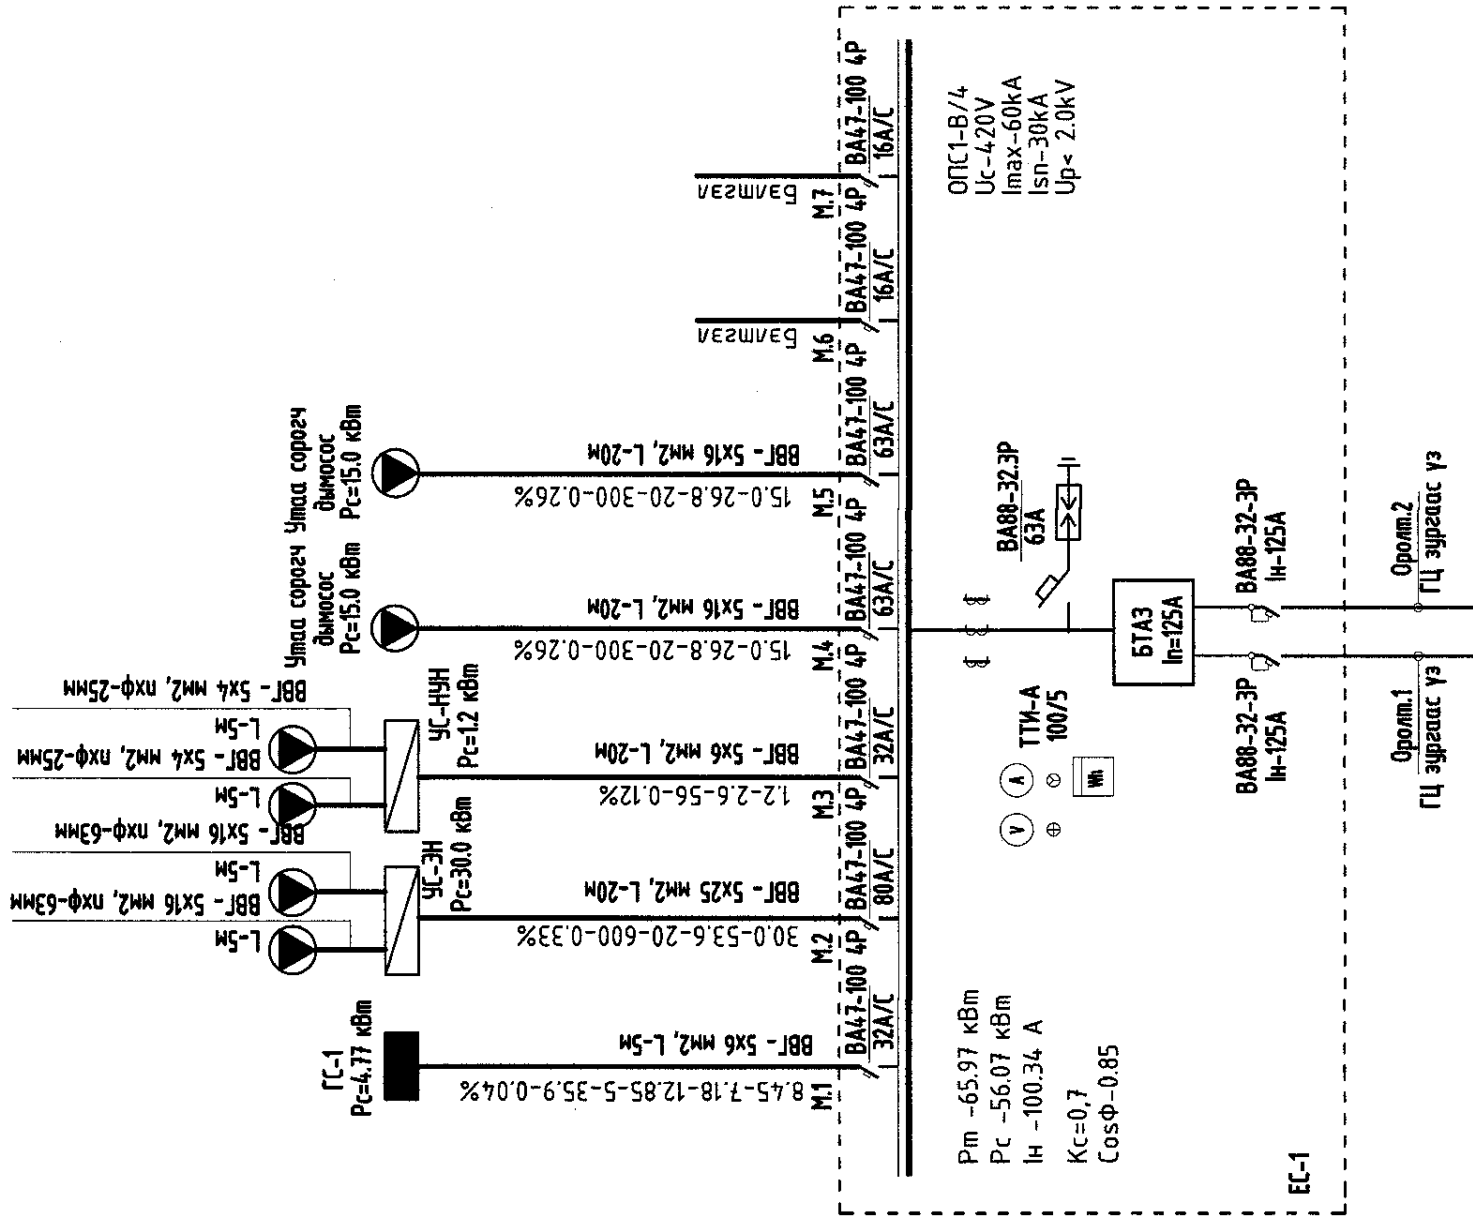 ГС-1
Рс=4.77 кВт
8.45-7.18-12.85-5-35.9-0.04%
ВВГ- 5х6 мм2, L-5м
М.1
ВА47-100 4Р
32А/С
ВВГ- 5х16 мм2, пхф-63мм
L-5м
ВВГ- 5х16 мм2, пхф-63мм
L-5м
УС-ЭН
Рс=30.0 кВт
30.0-53.6-20-600-0.33%
ВВГ- 5х25 мм2, L-20м
М.2
ВА47-100 4Р
80А/С
ВВГ- 5х4 мм2, пхф-25мм
L-5м
ВВГ- 5х4 мм2, пхф-25мм
L-5м
УС-НУН
Рс=1.2 кВт
1.2-2.6-56-0.12%
ВВГ- 5х6 мм2, L-20м
М.3
ВА47-100 4Р
32А/С
Утаа сорогч
дымосос
Рс=15.0 кВт
15.0-26.8-20-300-0.26%
ВВГ- 5х16 мм2, L-20м
М.4
ВА47-100 4Р
63А/С
Утаа сорогч
дымосос
Рс=15.0 кВт
15.0-26.8-20-300-0.26%
ВВГ- 5х16 мм2, L-20м
М.5
ВА47-100 4Р
63А/С
Бэлтгэл
М.6
ВА47-100 4Р
16А/С
Бэлтгэл
М.7
ВА47-100 4Р
16А/С
Рт -65.97 кВт
Рс -56.07 кВт
Iн -100.34 А
Кс=0,7
CosФ-0.85
V
A
Wh
ТТИ-А
100/5
ВА88-32.3Р
63А
ОПС1-В/4
Uc-420V
Imax-60kA
Isn-30kA
Up< 2.0kV
БТАЗ
Iп=125А
ВА88-32-3Р
Iн-125А
ВА88-32-3Р
Iн-125А
ЕС-1
Оролт.1
ГЦ зургаас үз
Оролт.2
ГЦ зургаас үз